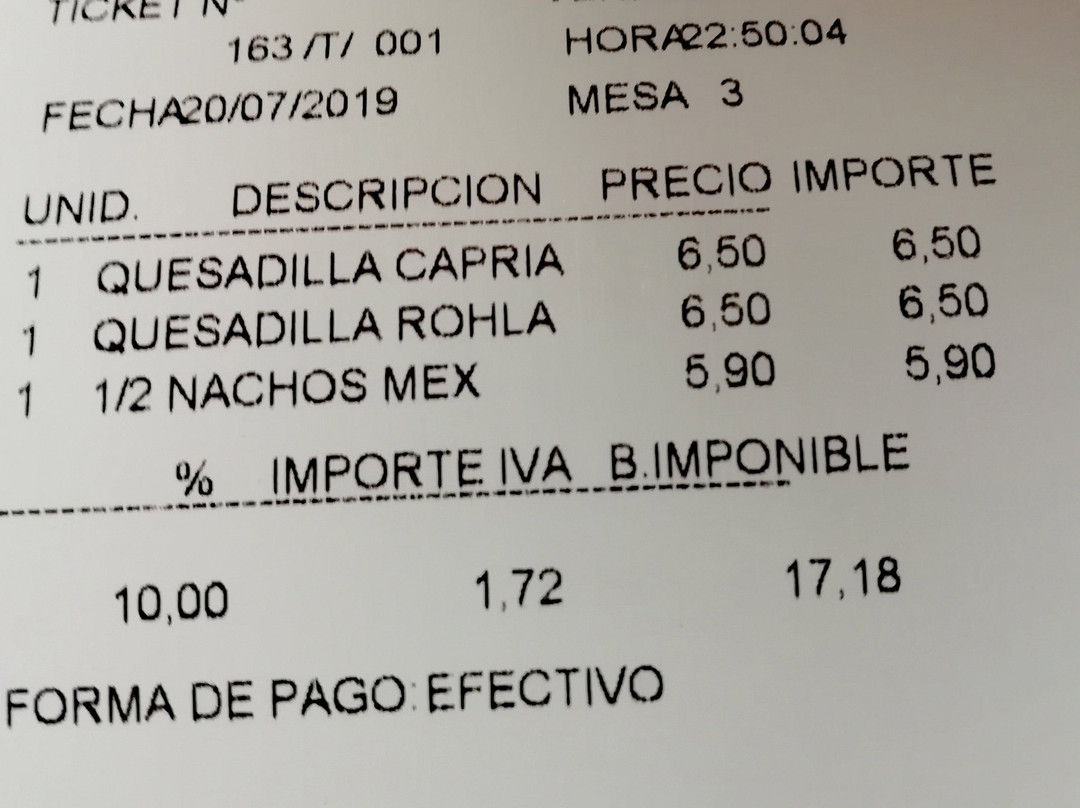 TICKET Nº
163 /T/ 001 HORA22:50:04
FECHA20/07/2019 MESA 3
UNID. DESCRIPCION PRECIO IMPORTE
1 QUESADILLA CAPRIA 6,50 6,50
1 QUESADILLA ROHLA 6,50 6,50
1 1/2 NACHOS MEX 5,90 5,90
% IMPORTE IVA B.IMPONIBLE
10,00 1,72 17,18
FORMA DE PAGO:EFECTIVO